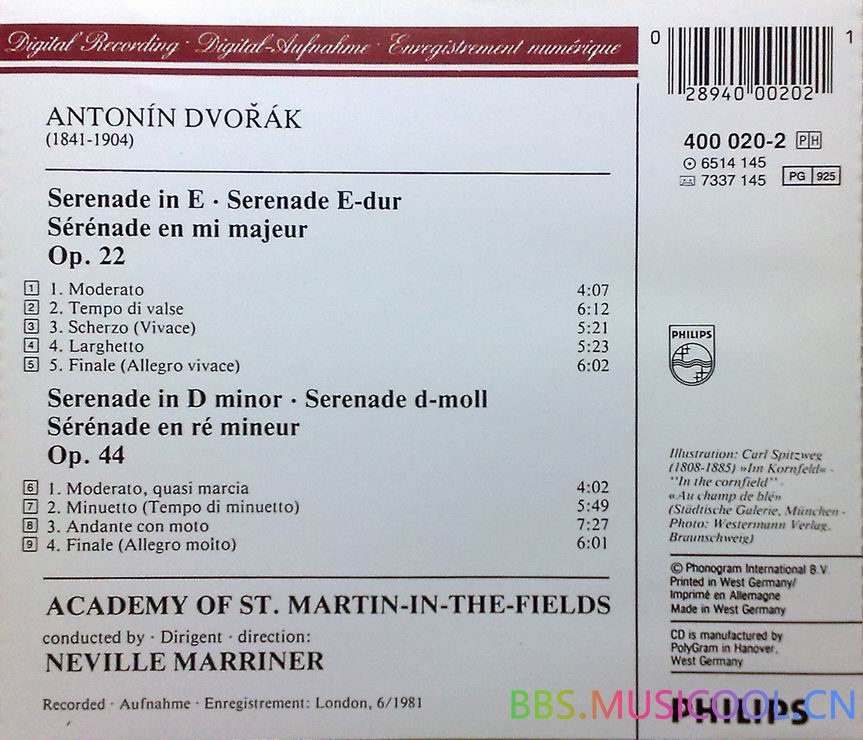 Digital Recording · Digital-Aufnahme · Enregistrement numérique
ANTONÍN DVOŘÁK
(1841-1904)
Serenade in E · Serenade E-dur
Sérénade en mi majeur
Op. 22
1 1. Moderato 4:07
2 2. Tempo di valse 6:12
3 3. Scherzo (Vivace) 5:21
4 4. Larghetto 5:23
5 5. Finale (Allegro vivace) 6:02
Serenade in D minor · Serenade d-moll
Sérénade en ré mineur
Op. 44
6 1. Moderato, quasi marcia 4:02
7 2. Minuetto (Tempo di minuetto) 5:49
8 3. Andante con moto 7:27
9 4. Finale (Allegro molto) 6:01
ACADEMY OF ST. MARTIN-IN-THE-FIELDS
conducted by · Dirigent · direction:
NEVILLE MARRINER
Recorded · Aufnahme · Enregistrement: London, 6/1981
0 28940 00202 1
400 020-2 PH
6514 145
7337 145 PG 925
PHILIPS
Illustration: Carl Spitzweg
(1808-1885) »Im Kornfeld« -
''In the cornfield'' -
«Au champ de blé»
(Städtische Galerie, München -
Photo: Westermann Verlag,
Braunschweig)
© Phonogram International B.V.
Printed in West Germany/
Imprimé en Allemagne
Made in West Germany
CD is manufactured by
PolyGram in Hanover,
West Germany
PHILIPS
BBS.MUSICOOL.CN